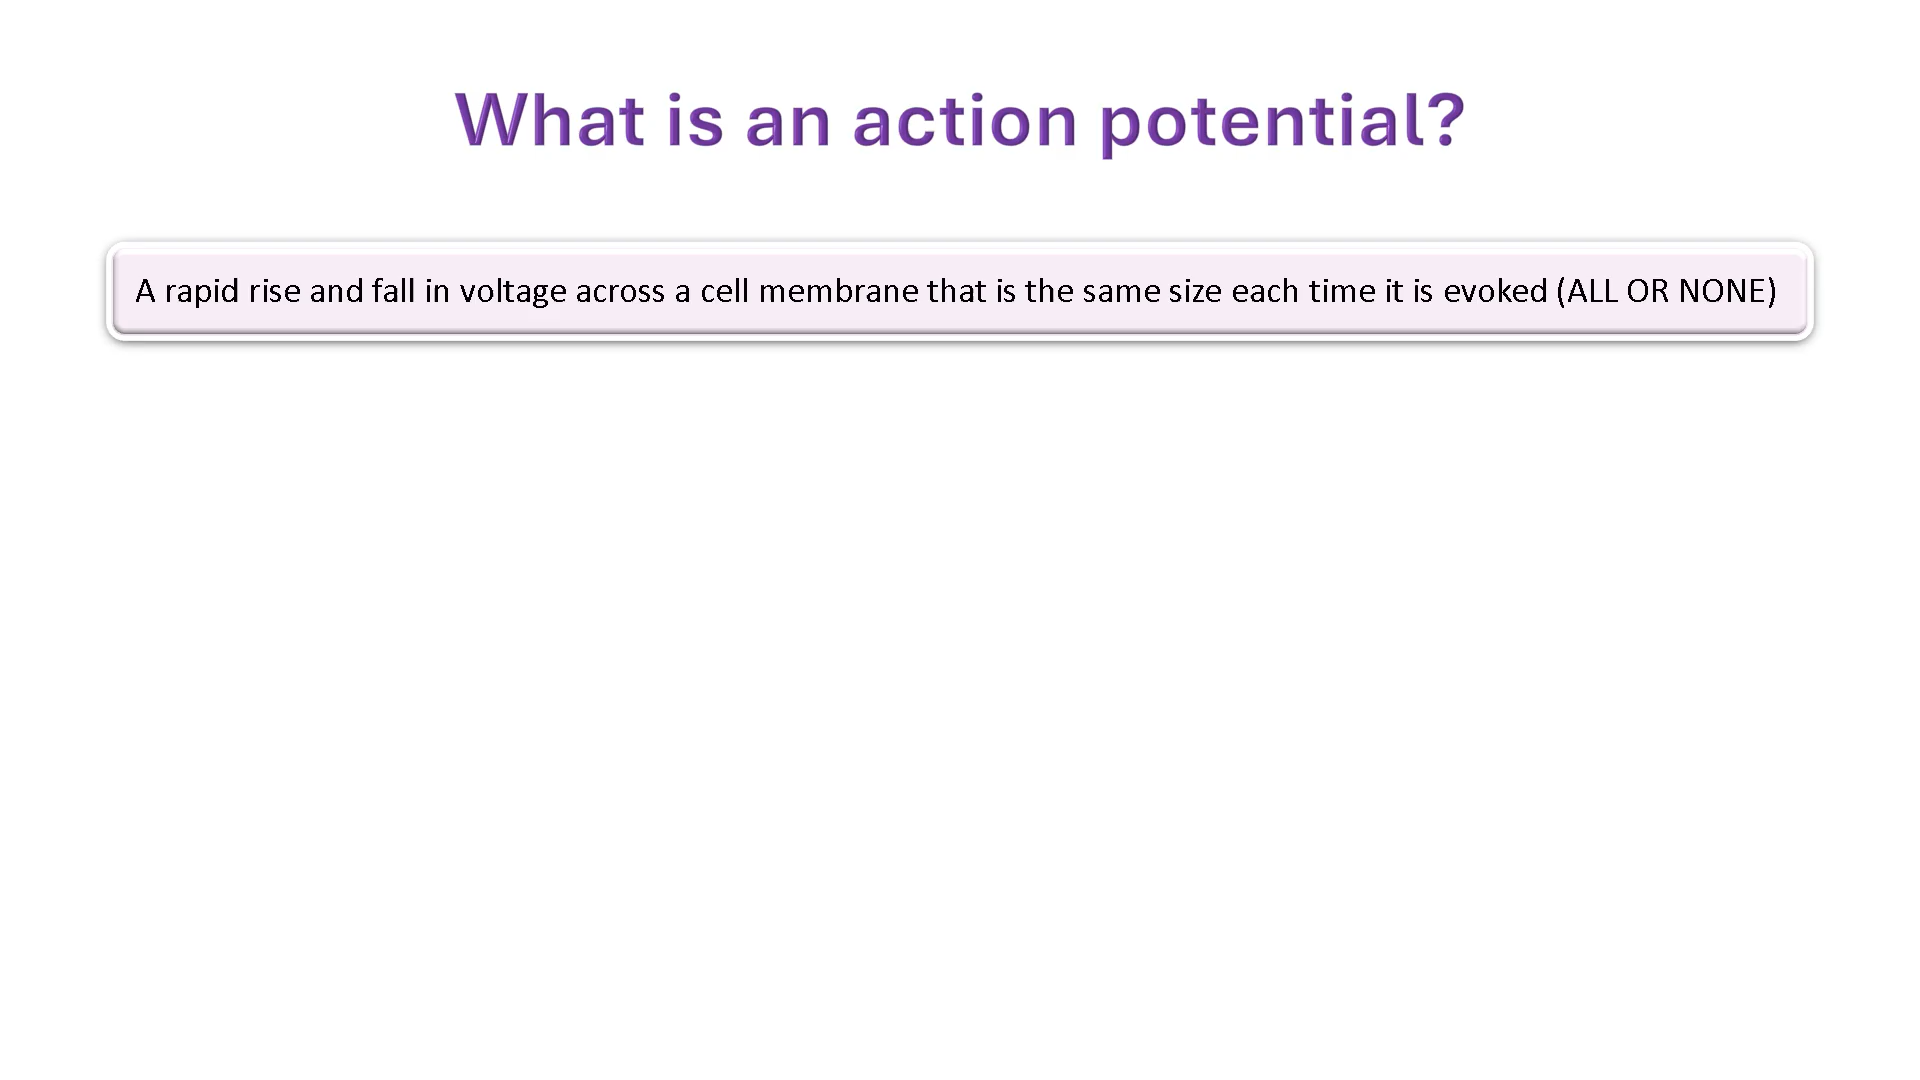 What is an action potential?
A rapid rise and fall in voltage across a cell membrane that is the same size each time it is evoked (ALL OR NONE)